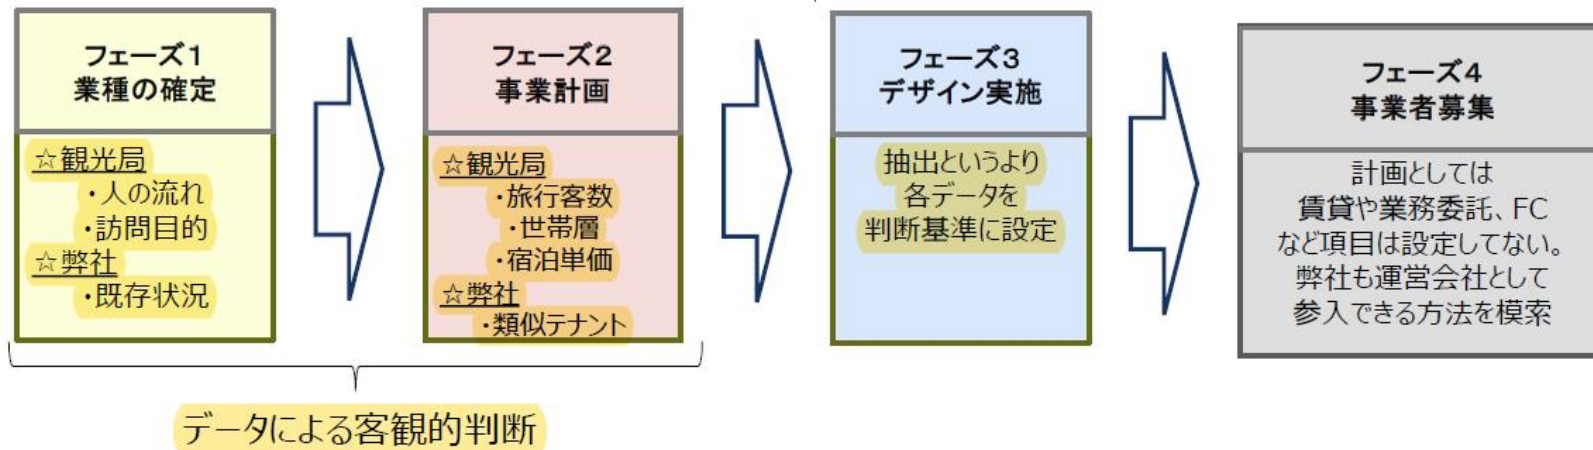 フェーズ1
業種の確定
☆観光局
・人の流れ
・訪問目的
☆弊社
・既存状況
フェーズ2
事業計画
☆観光局
・旅行客数
・世帯層
・宿泊単価
☆弊社
・類似テナント
データによる客観的判断
フェーズ3
デザイン実施
抽出というより
各データを
判断基準に設定
フェーズ4
事業者募集
計画としては
賃貸や業務委託、FC
など項目は設定してない。
弊社も運営会社として
参入できる方法を模索